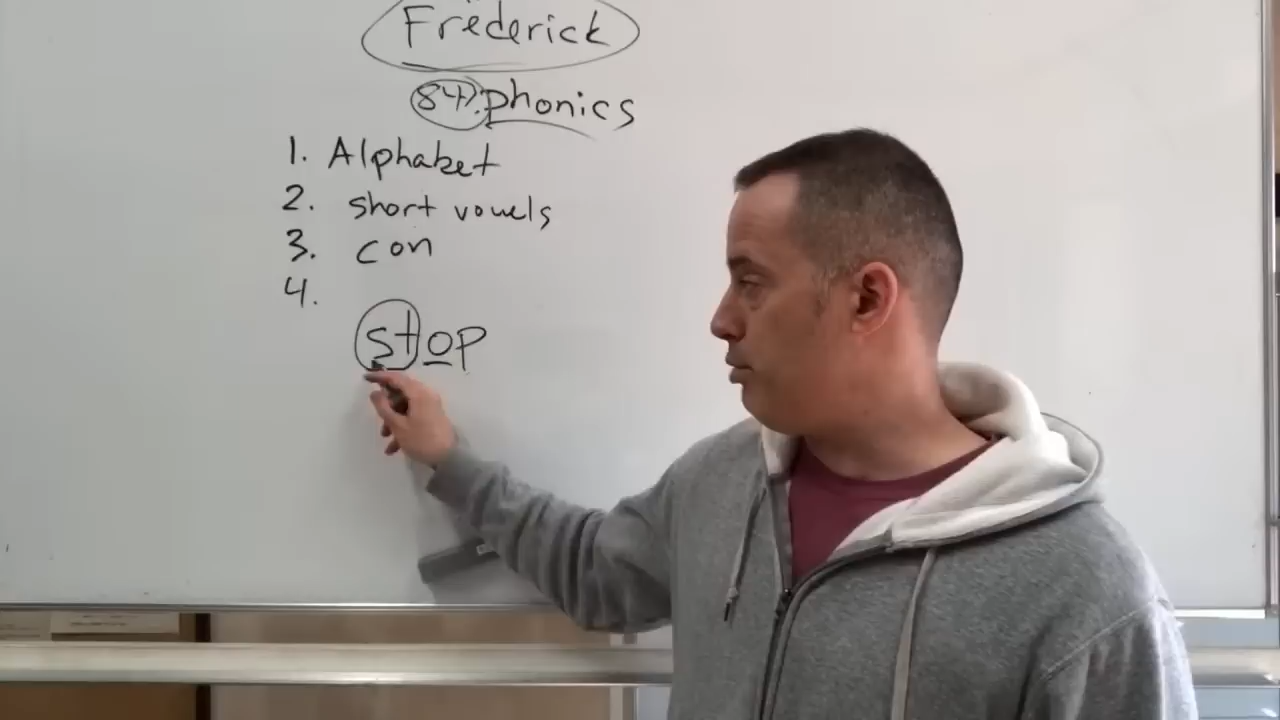 Frederick
84% phonics
1. Alphabet
2. short vowels
3. con
4.
stop